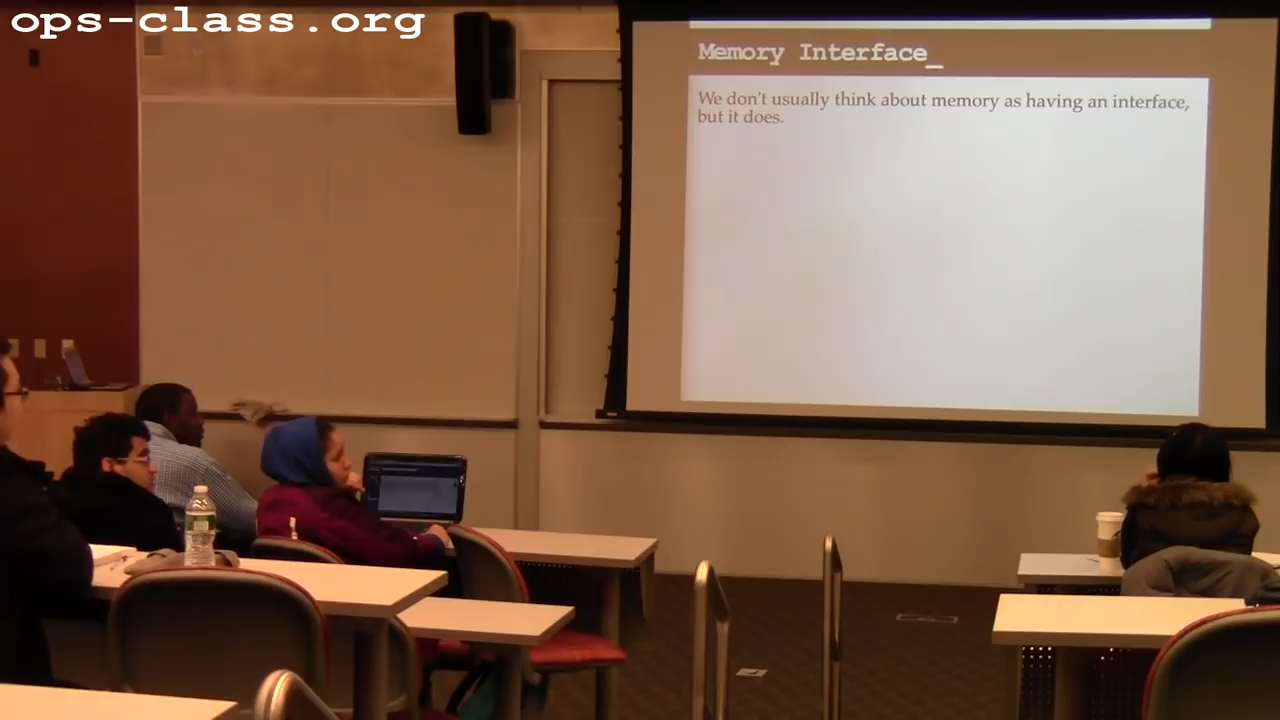 ops-class.org
Memory Interface_
We don't usually think about memory as having an interface,
but it does.